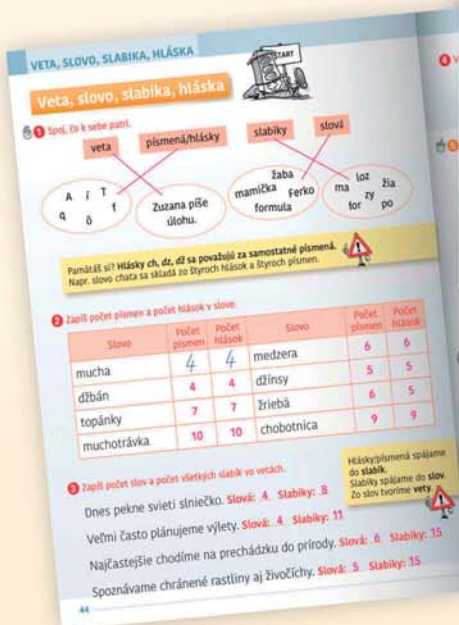 VETA, SLOVO, SLABIKA, HLÁSKA
Veta, slovo, slabika, hláska
START
1 Spoj, čo k sebe patrí.
veta písmená/hlásky slabiky slová
A í T
q ô f
Zuzana píše
úlohu.
žaba
mamička Ferko
formula
ma loz žia
zy
for po
Pamätáš si? Hlásky ch, dz, dž sa považujú za samostatné písmená.
Napr. slovo chata sa skladá zo štyroch hlások a štyroch písmen.
2 Zapíš počet písmen a počet hlások v slove.
Slovo Počet písmen Počet hlások Slovo Počet písmen Počet hlások
mucha 4 4 medzera 6 6
džbán 4 4 džínsy 5 5
topánky 7 7 žriebä 6 5
muchotrávka 10 10 chobotnica 9 9
3 Zapíš počet slov a počet všetkých slabík vo vetách.
Hlásky/písmená spájame
do slabík.
Slabiky spájame do slov.
Zo slov tvoríme vety.
Dnes pekne svieti slniečko. Slová: 4 Slabiky: 8
Veľmi často plánujeme výlety. Slová: 4 Slabiky: 11
Najčastejšie chodíme na prechádzku do prírody. Slová: 6 Slabiky: 15
Spoznávame chránené rastliny aj živočíchy. Slová: 5 Slabiky: 15
44
4 V
5